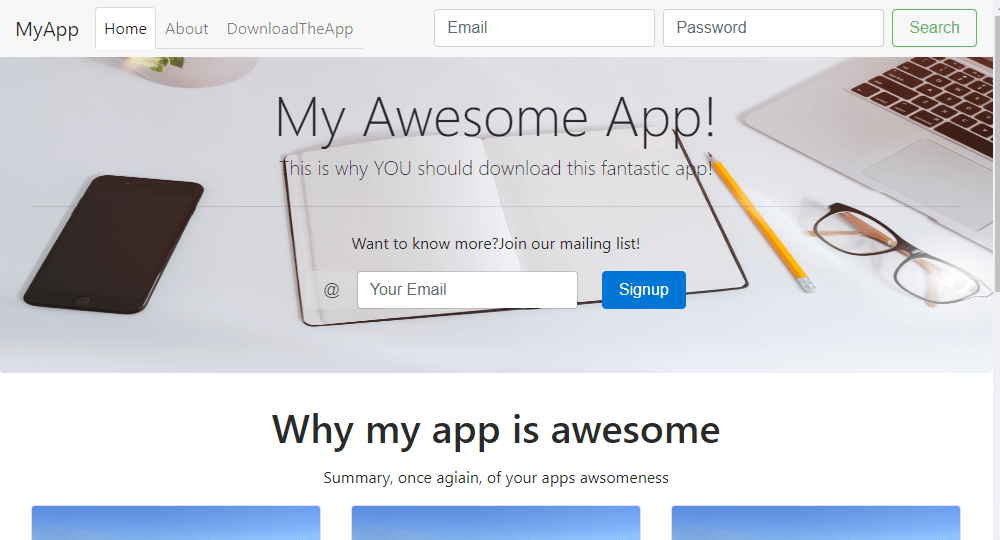 MyApp Home About DownloadTheApp Email Password Search
My Awesome App!
This is why YOU should download this fantastic app!
Want to know more?Join our mailing list!
@ Your Email Signup
Why my app is awesome
Summary, once agiain, of your apps awsomeness